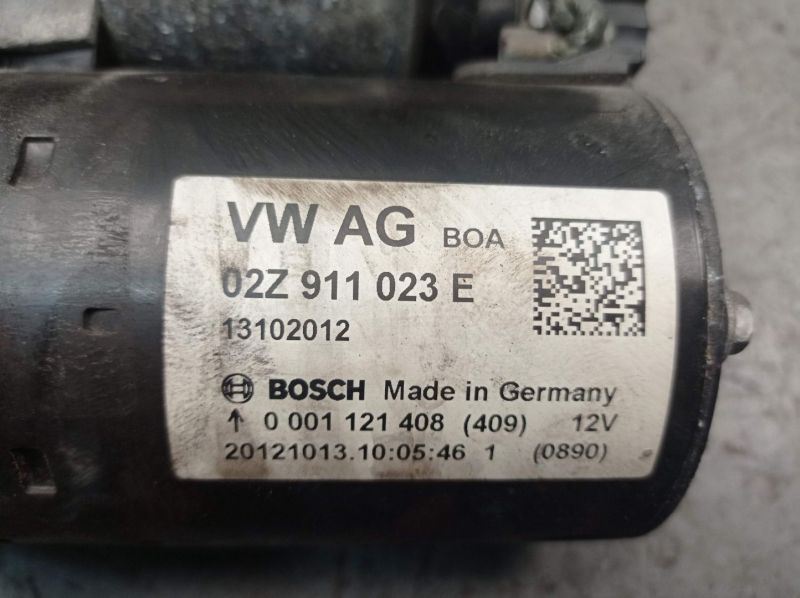 VW AG BOA
02Z 911 023 E
13102012
BOSCH Made in Germany
↑ 0 001 121 408 (409) 12V
20121013.10:05:46 1 (0890)